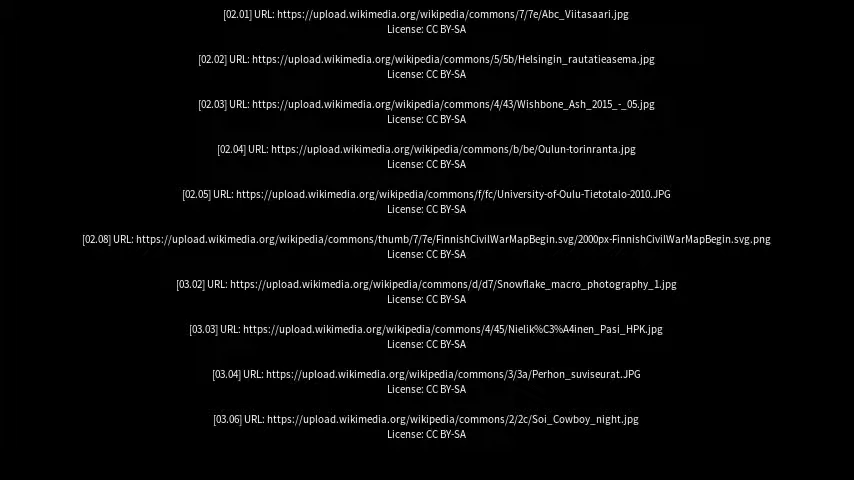 [02.01] URL: https://upload.wikimedia.org/wikipedia/commons/7/7e/Abc_Viitasaari.jpg
License: CC BY-SA
[02.02] URL: https://upload.wikimedia.org/wikipedia/commons/5/5b/Helsingin_rautatieasema.jpg
License: CC BY-SA
[02.03] URL: https://upload.wikimedia.org/wikipedia/commons/4/43/Wishbone_Ash_2015_-_05.jpg
License: CC BY-SA
[02.04] URL: https://upload.wikimedia.org/wikipedia/commons/b/be/Oulun-torinranta.jpg
License: CC BY-SA
[02.05] URL: https://upload.wikimedia.org/wikipedia/commons/f/fc/University-of-Oulu-Tietotalo-2010.JPG
License: CC BY-SA
[02.08] URL: https://upload.wikimedia.org/wikipedia/commons/thumb/7/7e/FinnishCivilWarMapBegin.svg/2000px-FinnishCivilWarMapBegin.svg.png
License: CC BY-SA
[03.02] URL: https://upload.wikimedia.org/wikipedia/commons/d/d7/Snowflake_macro_photography_1.jpg
License: CC BY-SA
[03.03] URL: https://upload.wikimedia.org/wikipedia/commons/4/45/Nielik%C3%A4inen_Pasi_HPK.jpg
License: CC BY-SA
[03.04] URL: https://upload.wikimedia.org/wikipedia/commons/3/3a/Perhon_suviseurat.JPG
License: CC BY-SA
[03.06] URL: https://upload.wikimedia.org/wikipedia/commons/2/2c/Soi_Cowboy_night.jpg
License: CC BY-SA